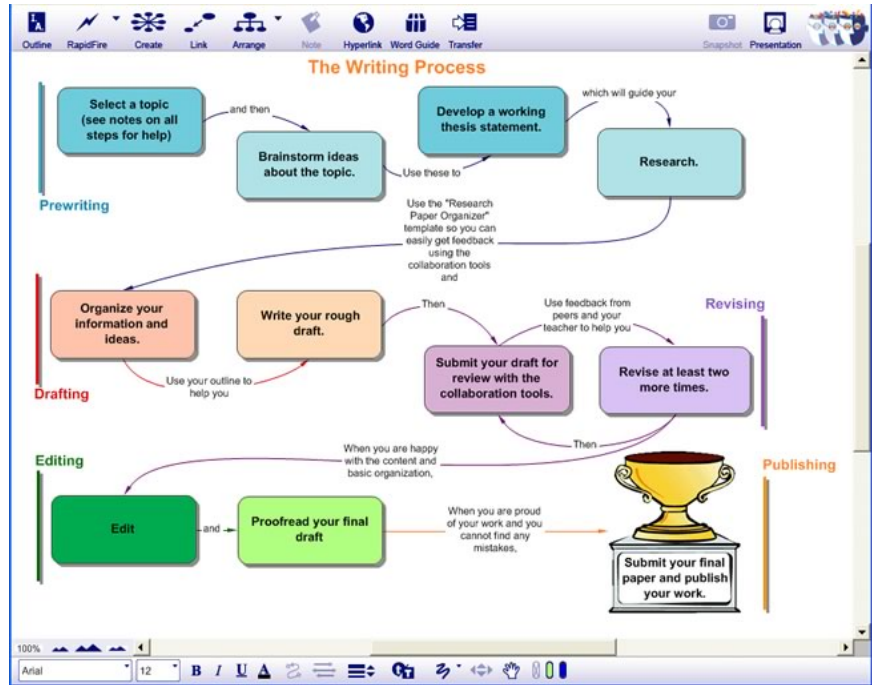 Outline RapidFire Create Link Arrange Note Hyperlink Word Guide Transfer Snapshot Presentation
The Writing Process
Select a topic
(see notes on all
steps for help)
and then
Brainstorm ideas
about the topic.
Use these to
Develop a working
thesis statement.
which will guide your
Research.
Prewriting
Use the "Research
Paper Organizer"
template so you can
easily get feedback
using the
collaboration tools
and
Organize your
information and
ideas.
Use your outline to
help you
Write your rough
draft.
Then
Submit your draft for
review with the
collaboration tools.
Use feedback from
peers and your
teacher to help you
Revise at least two
more times.
Then
Revising
Drafting
When you are happy
with the content and
basic organization,
Editing
Edit
and
Proofread your final
draft
When you are proud
of your work and you
cannot find any
mistakes,
Publishing
Submit your final
paper and publish
your work.
100%
Arial 12 B I U A